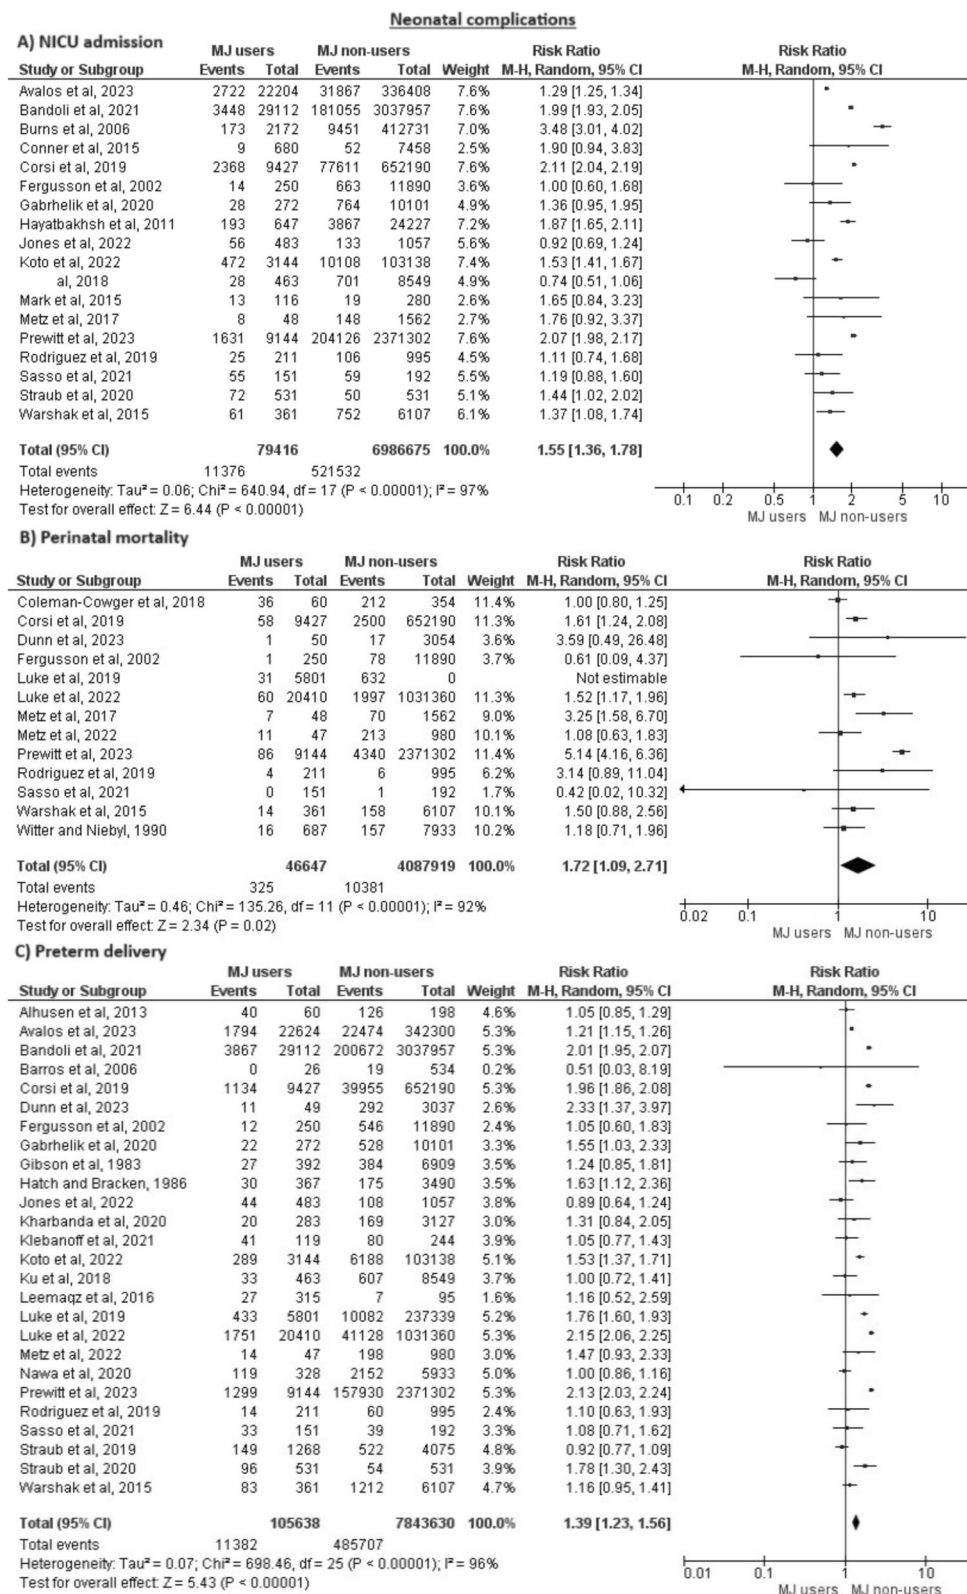 Neonatal complications
A) NICU admission
MJ users MJ non-users Risk Ratio Risk Ratio
Study or Subgroup Events Total Events Total Weight M-H, Random, 95% CI M-H, Random, 95% CI
Avalos et al, 2023 2722 22204 31867 336408 7.6% 1.29 [1.25, 1.34]
Bandoli et al, 2021 3448 29112 181055 3037957 7.6% 1.99 [1.93, 2.05]
Burns et al, 2006 173 2172 9451 412731 7.0% 3.48 [3.01, 4.02]
Conner et al, 2015 9 680 52 7458 2.5% 1.90 [0.94, 3.83]
Corsi et al, 2019 2368 9427 77611 652190 7.6% 2.11 [2.04, 2.19]
Fergusson et al, 2002 14 250 663 11890 3.6% 1.00 [0.60, 1.68]
Gabrhelik et al, 2020 28 272 764 10101 4.9% 1.36 [0.95, 1.95]
Hayatbakhsh et al, 2011 193 647 3867 24227 7.2% 1.87 [1.65, 2.11]
Jones et al, 2022 56 483 133 1057 5.6% 0.92 [0.69, 1.24]
Koto et al, 2022 472 3144 10108 103138 7.4% 1.53 [1.41, 1.67]
al, 2018 28 463 701 8549 4.9% 0.74 [0.51, 1.06]
Mark et al, 2015 13 116 19 280 2.6% 1.65 [0.84, 3.23]
Metz et al, 2017 8 48 148 1562 2.7% 1.76 [0.92, 3.37]
Prewitt et al, 2023 1631 9144 204126 2371302 7.6% 2.07 [1.98, 2.17]
Rodriguez et al, 2019 25 211 106 995 4.5% 1.11 [0.74, 1.68]
Sasso et al, 2021 55 151 59 192 5.5% 1.19 [0.88, 1.60]
Straub et al, 2020 72 531 50 531 5.1% 1.44 [1.02, 2.02]
Warshak et al, 2015 61 361 752 6107 6.1% 1.37 [1.08, 1.74]
Total (95% CI) 79416 6986675 100.0% 1.55 [1.36, 1.78]
Total events 11376 521532
Heterogeneity: Tau² = 0.06; Chi² = 640.94, df = 17 (P < 0.00001); I² = 97%
Test for overall effect: Z = 6.44 (P < 0.00001)
0.1 0.2 0.5 1 2 5 10
MJ users MJ non-users
B) Perinatal mortality
MJ users MJ non-users Risk Ratio Risk Ratio
Study or Subgroup Events Total Events Total Weight M-H, Random, 95% CI M-H, Random, 95% CI
Coleman-Cowger et al, 2018 36 60 212 354 11.4% 1.00 [0.80, 1.25]
Corsi et al, 2019 58 9427 2500 652190 11.3% 1.61 [1.24, 2.08]
Dunn et al, 2023 1 50 17 3054 3.6% 3.59 [0.49, 26.48]
Fergusson et al, 2002 1 250 78 11890 3.7% 0.61 [0.09, 4.37]
Luke et al, 2019 31 5801 632 0 Not estimable
Luke et al, 2022 60 20410 1997 1031360 11.3% 1.52 [1.17, 1.96]
Metz et al, 2017 7 48 70 1562 9.0% 3.25 [1.58, 6.70]
Metz et al, 2022 11 47 213 980 10.1% 1.08 [0.63, 1.83]
Prewitt et al, 2023 86 9144 4340 2371302 11.4% 5.14 [4.16, 6.36]
Rodriguez et al, 2019 4 211 6 995 6.2% 3.14 [0.89, 11.04]
Sasso et al, 2021 0 151 1 192 1.7% 0.42 [0.02, 10.32]
Warshak et al, 2015 14 361 158 6107 10.1% 1.50 [0.88, 2.56]
Witter and Niebyl, 1990 16 687 157 7933 10.2% 1.18 [0.71, 1.96]
Total (95% CI) 46647 4087919 100.0% 1.72 [1.09, 2.71]
Total events 325 10381
Heterogeneity: Tau² = 0.46; Chi² = 135.26, df = 11 (P < 0.00001); I² = 92%
Test for overall effect: Z = 2.34 (P = 0.02)
0.02 0.1 1 10
MJ users MJ non-users
C) Preterm delivery
MJ users MJ non-users Risk Ratio Risk Ratio
Study or Subgroup Events Total Events Total Weight M-H, Random, 95% CI M-H, Random, 95% CI
Alhusen et al, 2013 40 60 126 198 4.6% 1.05 [0.85, 1.29]
Avalos et al, 2023 1794 22624 22474 342300 5.3% 1.21 [1.15, 1.26]
Bandoli et al, 2021 3867 29112 200672 3037957 5.3% 2.01 [1.95, 2.07]
Barros et al, 2006 0 26 19 534 0.2% 0.51 [0.03, 8.19]
Corsi et al, 2019 1134 9427 39955 652190 5.3% 1.96 [1.86, 2.08]
Dunn et al, 2023 11 49 292 3037 2.6% 2.33 [1.37, 3.97]
Fergusson et al, 2002 12 250 546 11890 2.4% 1.05 [0.60, 1.83]
Gabrhelik et al, 2020 22 272 528 10101 3.2% 1.55 [1.03, 2.33]
Gibson et al, 1983 27 392 384 6909 3.5% 1.24 [0.85, 1.81]
Hatch and Bracken, 1986 30 367 175 3490 3.5% 1.63 [1.12, 2.36]
Jones et al, 2022 44 483 108 1057 3.8% 0.89 [0.64, 1.24]
Kharbanda et al, 2020 20 283 169 3127 3.0% 1.31 [0.84, 2.05]
Klebanoff et al, 2021 41 119 80 244 3.9% 1.05 [0.77, 1.43]
Koto et al, 2022 289 3144 6188 103138 5.1% 1.53 [1.37, 1.71]
Ku et al, 2018 33 463 607 8549 3.7% 1.00 [0.72, 1.41]
Leemaqz et al, 2016 27 315 7 95 1.6% 1.16 [0.52, 2.59]
Luke et al, 2019 433 5801 10082 237339 5.2% 1.76 [1.60, 1.93]
Luke et al, 2022 1751 20410 41128 1031360 5.3% 2.15 [2.06, 2.25]
Metz et al, 2022 14 47 198 980 3.0% 1.47 [0.93, 2.33]
Nawa et al, 2020 119 328 2152 5933 4.9% 1.00 [0.86, 1.16]
Prewitt et al, 2023 1299 9144 157930 2371302 5.3% 2.13 [2.03, 2.24]
Rodriguez et al, 2019 14 211 60 995 2.4% 1.10 [0.63, 1.93]
Sasso et al, 2021 33 151 39 192 3.2% 1.08 [0.71, 1.62]
Straub et al, 2019 149 1268 522 4075 4.8% 0.92 [0.77, 1.09]
Straub et al, 2020 96 531 54 531 3.9% 1.78 [1.30, 2.43]
Warshak et al, 2015 83 361 1212 6107 4.7% 1.16 [0.95, 1.41]
Total (95% CI) 105638 7843630 100.0% 1.39 [1.23, 1.56]
Total events 11382 485707
Heterogeneity: Tau² = 0.07; Chi² = 698.46, df = 25 (P < 0.00001); I² = 96%
Test for overall effect: Z = 5.43 (P < 0.00001)
0.01 0.1 1 10 100
MJ users MJ non-users